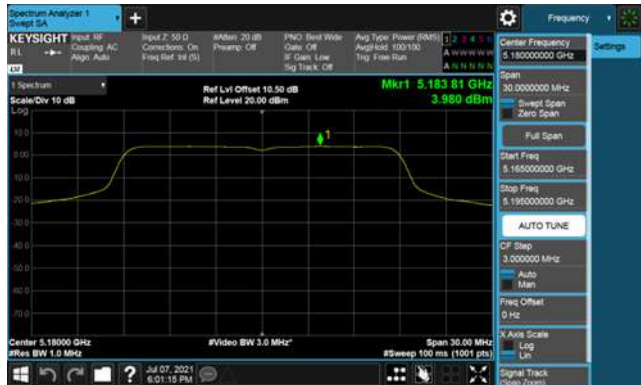 Spectrum Analyzer 1
Swept SA
+
Frequency
KEYSIGHT
RL
Input: RF
Coupling: AC
Align: Auto
Input Z: 50 Ω
Corrections: On
Freq Ref: Int (S)
#Atten: 20 dB
Preamp: Off
PNO: Best Wide
Gate: Off
IF Gain: Low
Sig Track: Off
Avg Type: Power (RMS)
Avg|Hold: 100/100
Trig: Free Run
1 2 3 4 5 6
A W W W W W
A N N N N N
1 Spectrum
Scale/Div 10 dB
Log
Ref Lvl Offset 10.50 dB
Ref Level 20.00 dBm
Mkr1 5.183 81 GHz
3.980 dBm
1
10.0
0.00
-10.0
-20.0
-30.0
-40.0
-50.0
-60.0
-70.0
Center 5.18000 GHz
#Res BW 1.0 MHz
#Video BW 3.0 MHz*
Span 30.00 MHz
#Sweep 100 ms (1001 pts)
?
Jul 07, 2021
6:01:15 PM
Center Frequency
5.180000000 GHz
Settings
Span
30.0000000 MHz
Swept Span
Zero Span
Full Span
Start Freq
5.165000000 GHz
Stop Freq
5.195000000 GHz
AUTO TUNE
CF Step
3.000000 MHz
Auto
Man
Freq Offset
0 Hz
X Axis Scale
Log
Lin
Signal Track
(Span Zoom)